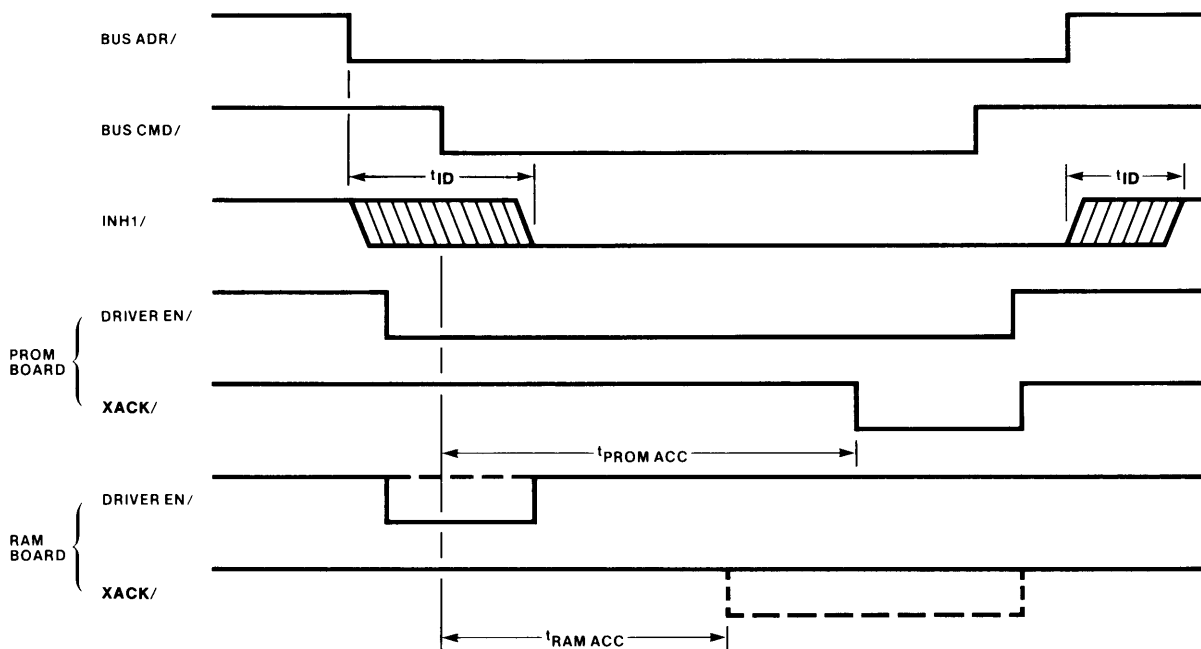 BUS ADR/
BUS CMD/
tID
tID
INH1/
PROM BOARD
DRIVER EN/
XACK/
tPROM ACC
RAM BOARD
DRIVER EN/
XACK/
tRAM ACC